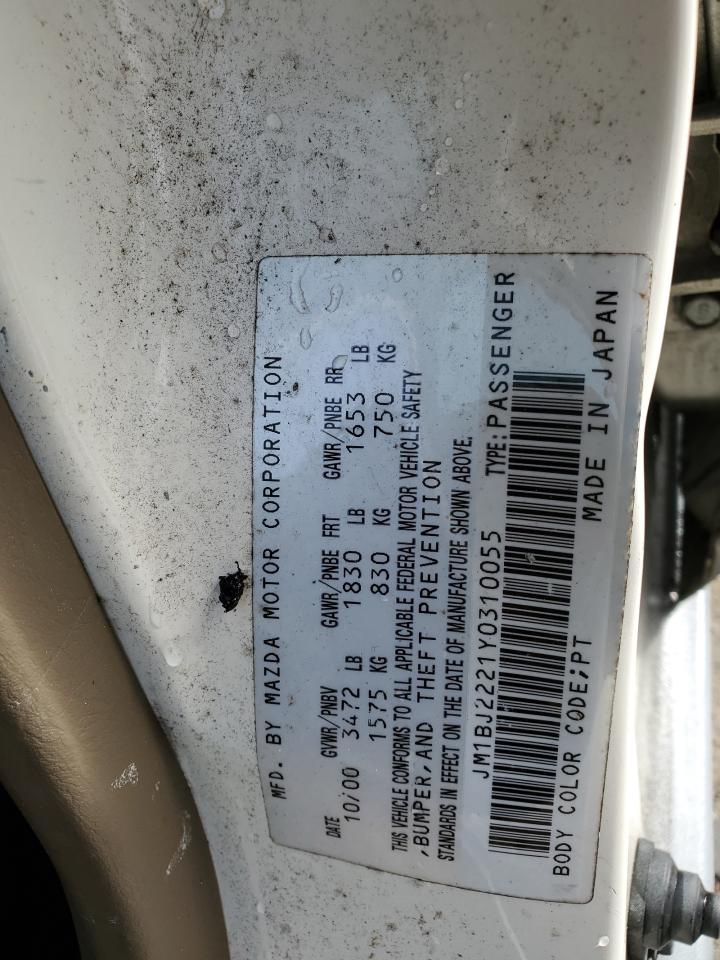 MFD. BY MAZDA MOTOR CORPORATION
DATE GVWR/PNBV GAWR/PNBE FRT GAWR/PNBE RR
10/00 3472 LB 1830 LB 1653 LB
1575 KG 830 KG 750 KG
THIS VEHICLE CONFORMS TO ALL APPLICABLE FEDERAL MOTOR VEHICLE SAFETY
,BUMPER, AND THEFT PREVENTION
STANDARDS IN EFFECT ON THE DATE OF MANUFACTURE SHOWN ABOVE.
JM1BJ2221Y0310055 TYPE:PASSENGER
BODY COLOR CODE;PT MADE IN JAPAN